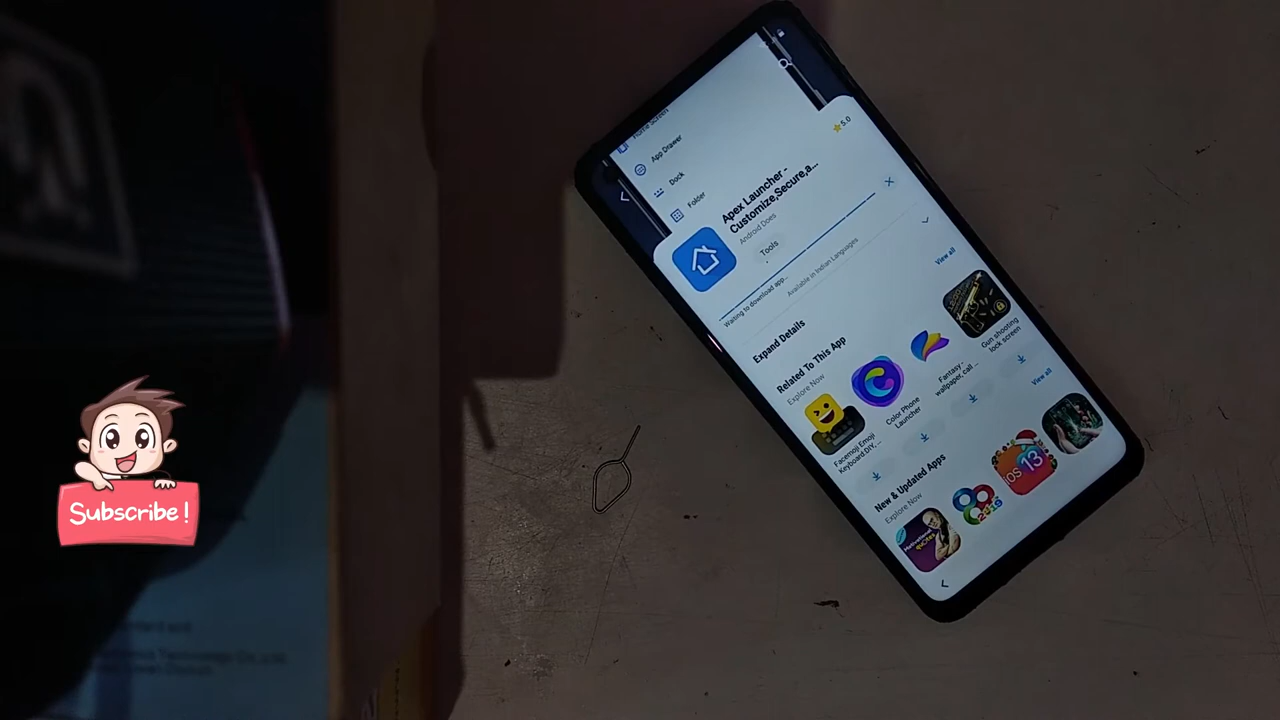 Home Screen
App Drawer
Dock
Folder
5.0
Apex Launcher -
Customize,Secure,a...
Android Does
Tools
Waiting to download app...
Available in Indian Languages
Expand Details
View all
Related To This App
Explore Now
Facemoji Emoji
Keyboard:DIY, ...
Color Phone
Launcher
Fantasy -
wallpaper, call ...
Gun shooting
lock screen
View all
New & Updated Apps
Explore Now
Motivational
quotes
2019
iOS 13
Subscribe!